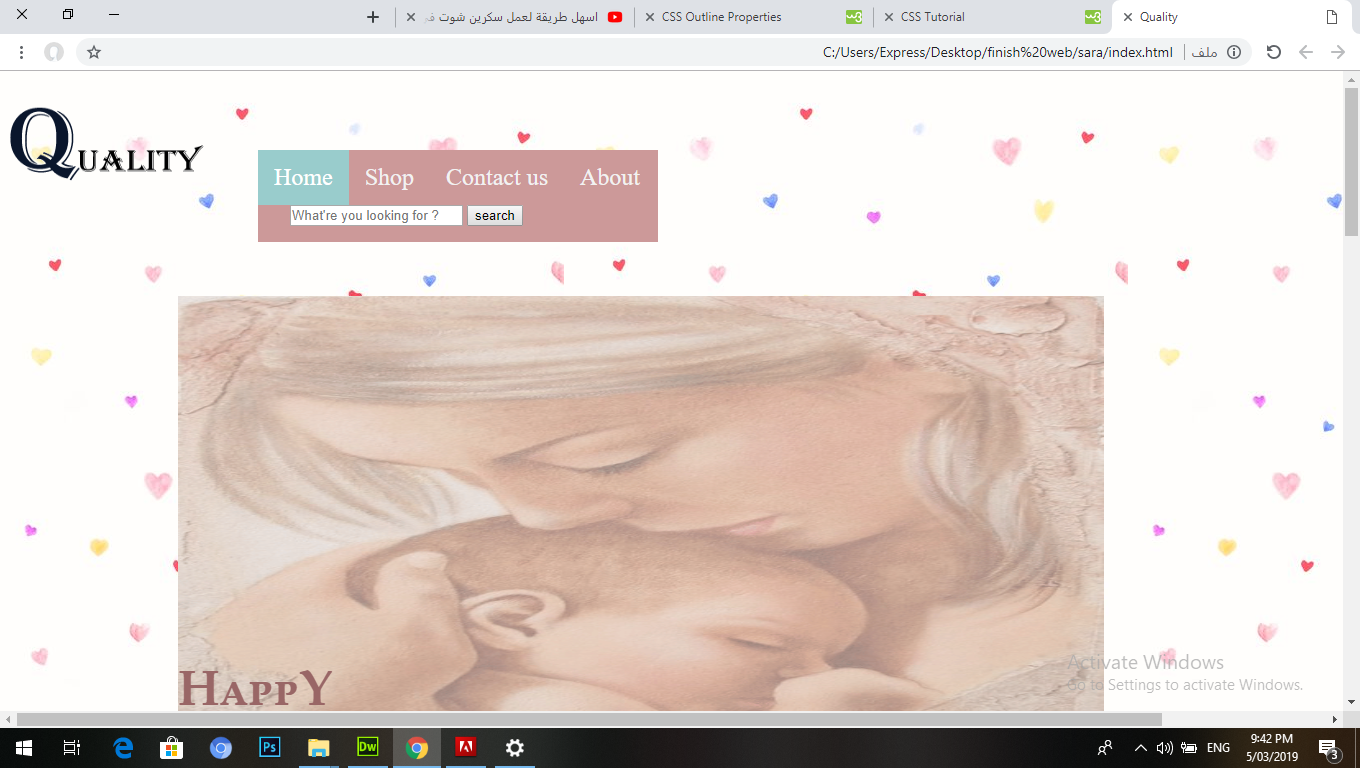 اسهل طريقة لعمل سكرين شوت
CSS Outline Properties
CSS Tutorial
Quality
C:/Users/Express/Desktop/finish%20web/sara/index.html
ملف
QUALITY
Home Shop Contact us About
What're you looking for ? search
HAPPY
Activate Windows
Go to Settings to activate Windows.
Ps
Dw
ENG
9:42 PM
5/03/2019
3